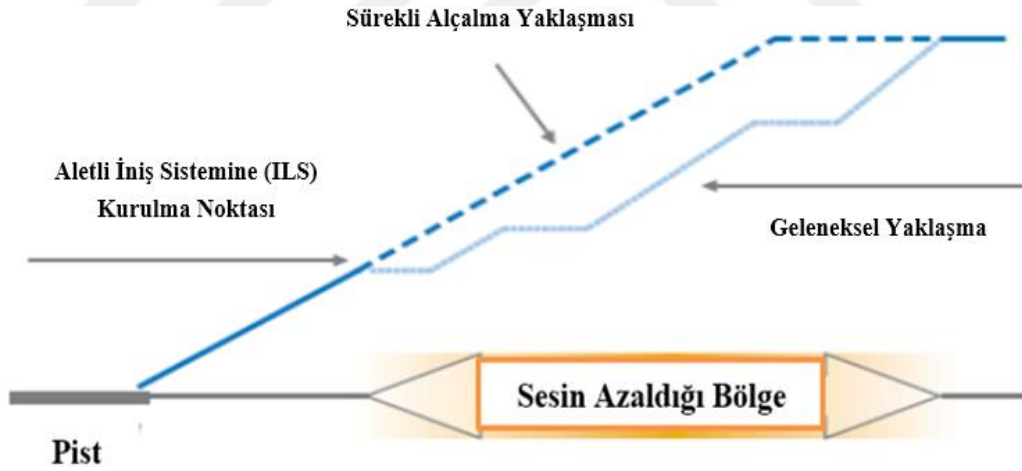 Sürekli Alçalma Yaklaşması
Aletli İniş Sistemine (ILS)
Kurulma Noktası
Geleneksel Yaklaşma
Sesin Azaldığı Bölge
Pist